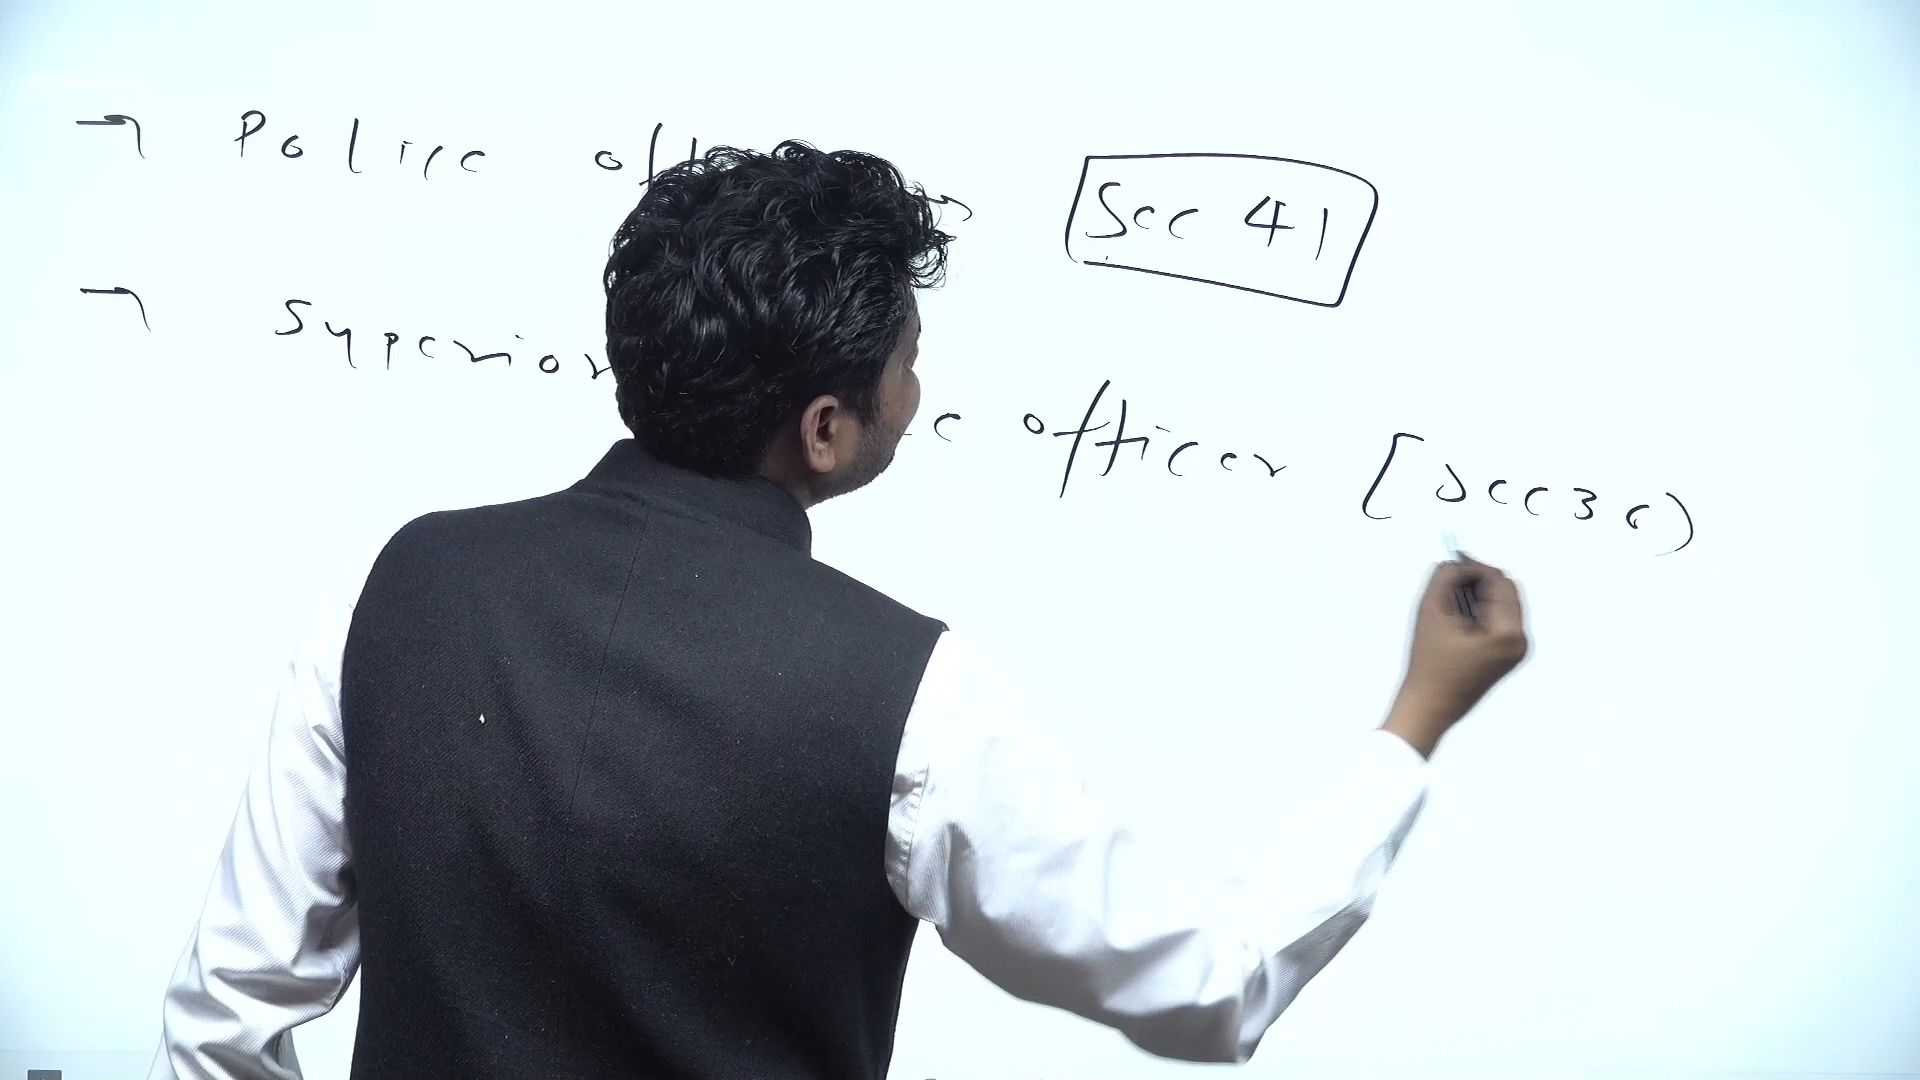 → Police off → Sec 41
→ Superior officer [Sec 36)